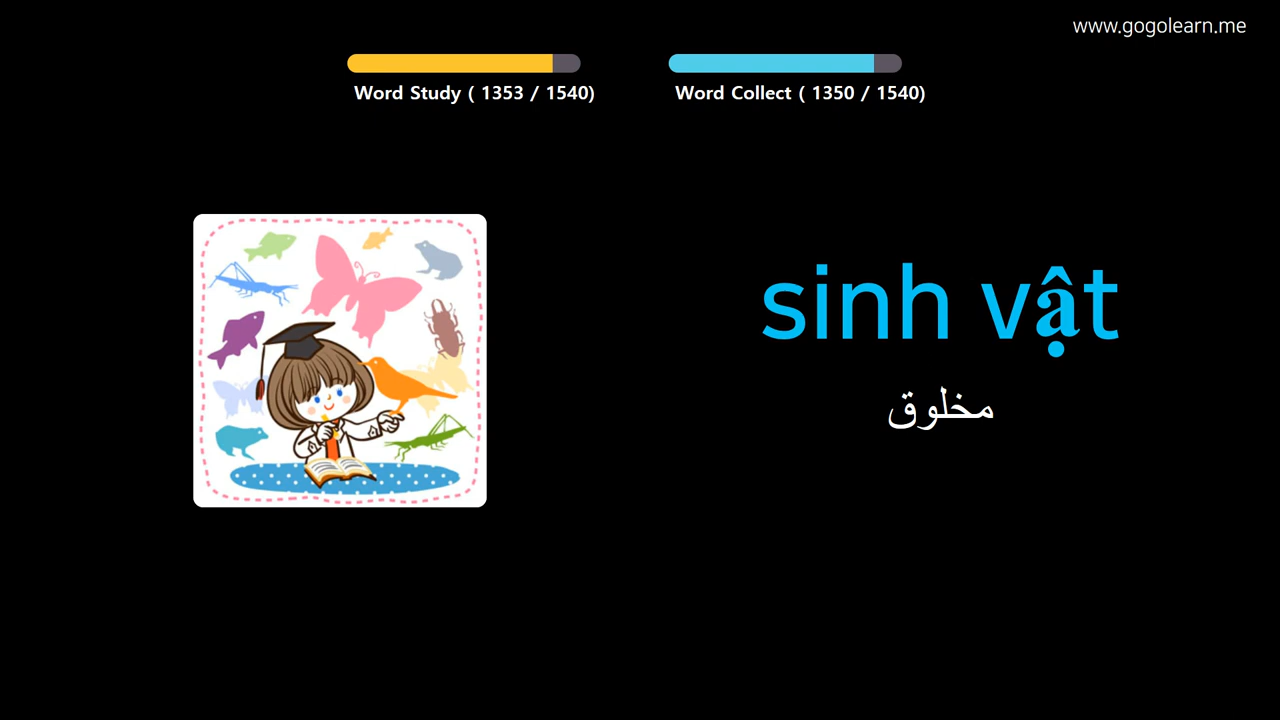 www.gogolearn.me
Word Study ( 1353 / 1540)
Word Collect ( 1350 / 1540)
sinh vật
مخلوق